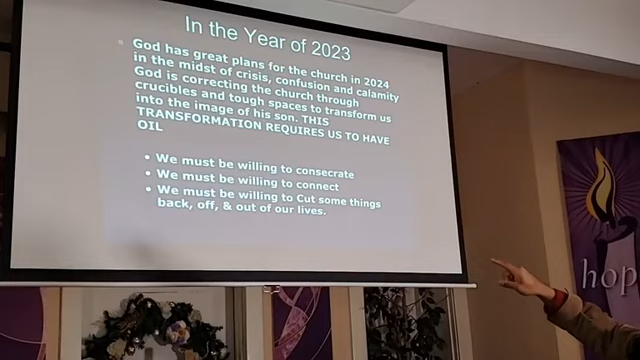 In the Year of 2023
God has great plans for the church in 2024
in the midst of crisis, confusion and calamity
God is correcting the church through
crucibles and tough spaces to transform us
into the image of his son. THIS
TRANSFORMATION REQUIRES US TO HAVE
OIL
• We must be willing to consecrate
• We must be willing to connect
• We must be willing to Cut some things
back, off, & out of our lives.
hop